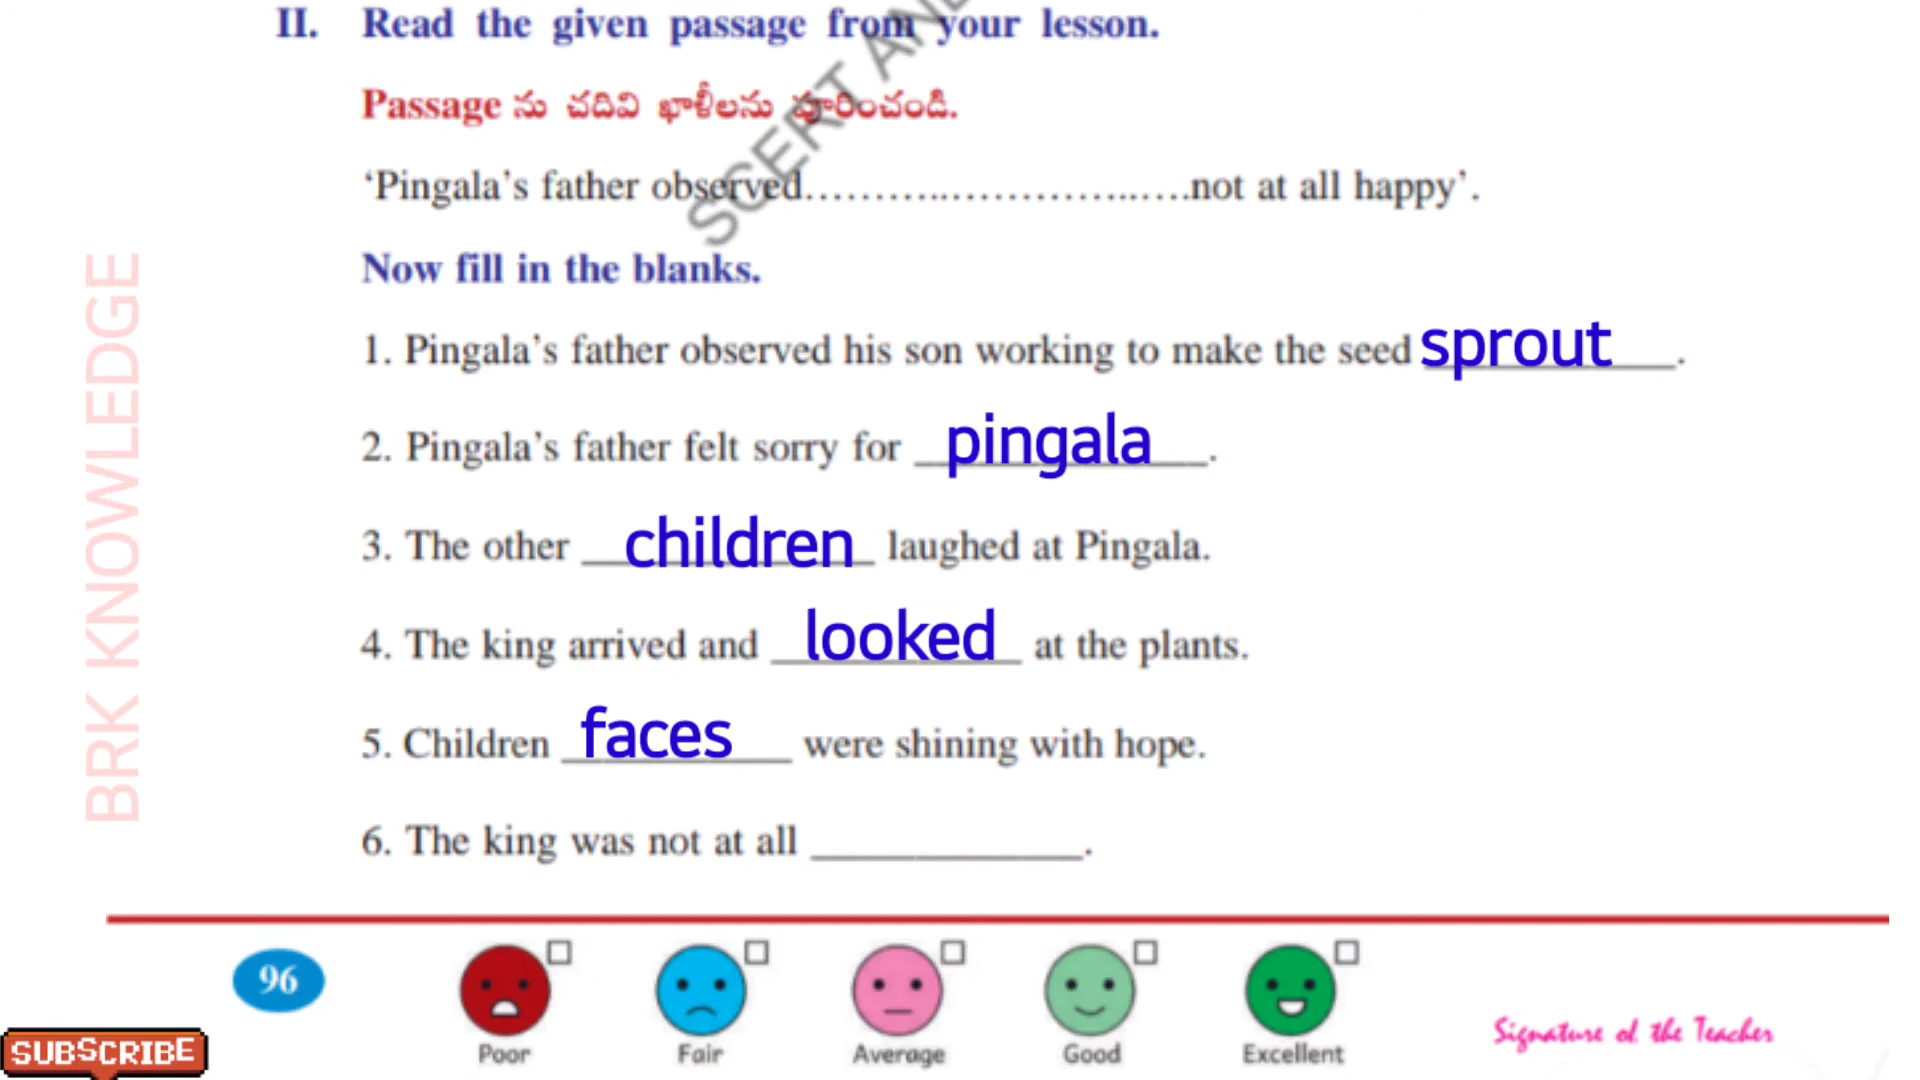 II. Read the given passage from your lesson.
Passage ను చదివి ఖాళీలను పూరించండి.
‘Pingala’s father observed………..…………..….not at all happy’.
Now fill in the blanks.
1. Pingala’s father observed his son working to make the seed sprout.
2. Pingala’s father felt sorry for pingala.
3. The other children laughed at Pingala.
4. The king arrived and looked at the plants.
5. Children faces were shining with hope.
6. The king was not at all _____________.
96
Poor Fair Average Good Excellent
Signature of the Teacher
SUBSCRIBE
BRK KNOWLEDGE
SCERT